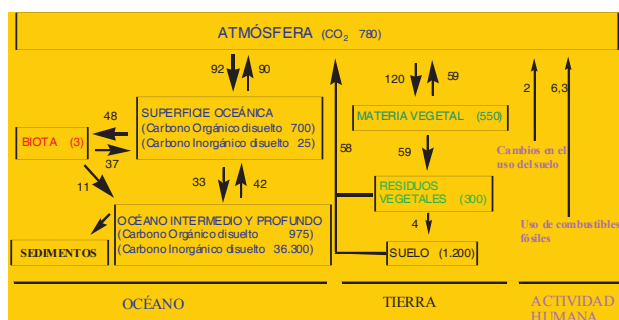 ATMÓSFERA (CO₂ 780)
92
90
120
59
2
6,3
SUPERFICIE OCEÁNICA
(Carbono Orgánico disuelto 700)
(Carbono Inorgánico disuelto 25)
48
BIOTA (3)
37
11
33
42
MATERIA VEGETAL (550)
58
59
Cambios en el
uso del suelo
RESIDUOS
VEGETALES (300)
4
OCÉANO INTERMEDIO Y PROFUNDO
(Carbono Orgánico disuelto 975)
(Carbono Inorgánico disuelto 36.300)
SEDIMENTOS
SUELO (1.200)
Uso de combustibles
fósiles
OCÉANO
TIERRA
ACTIVIDAD
HUMANA